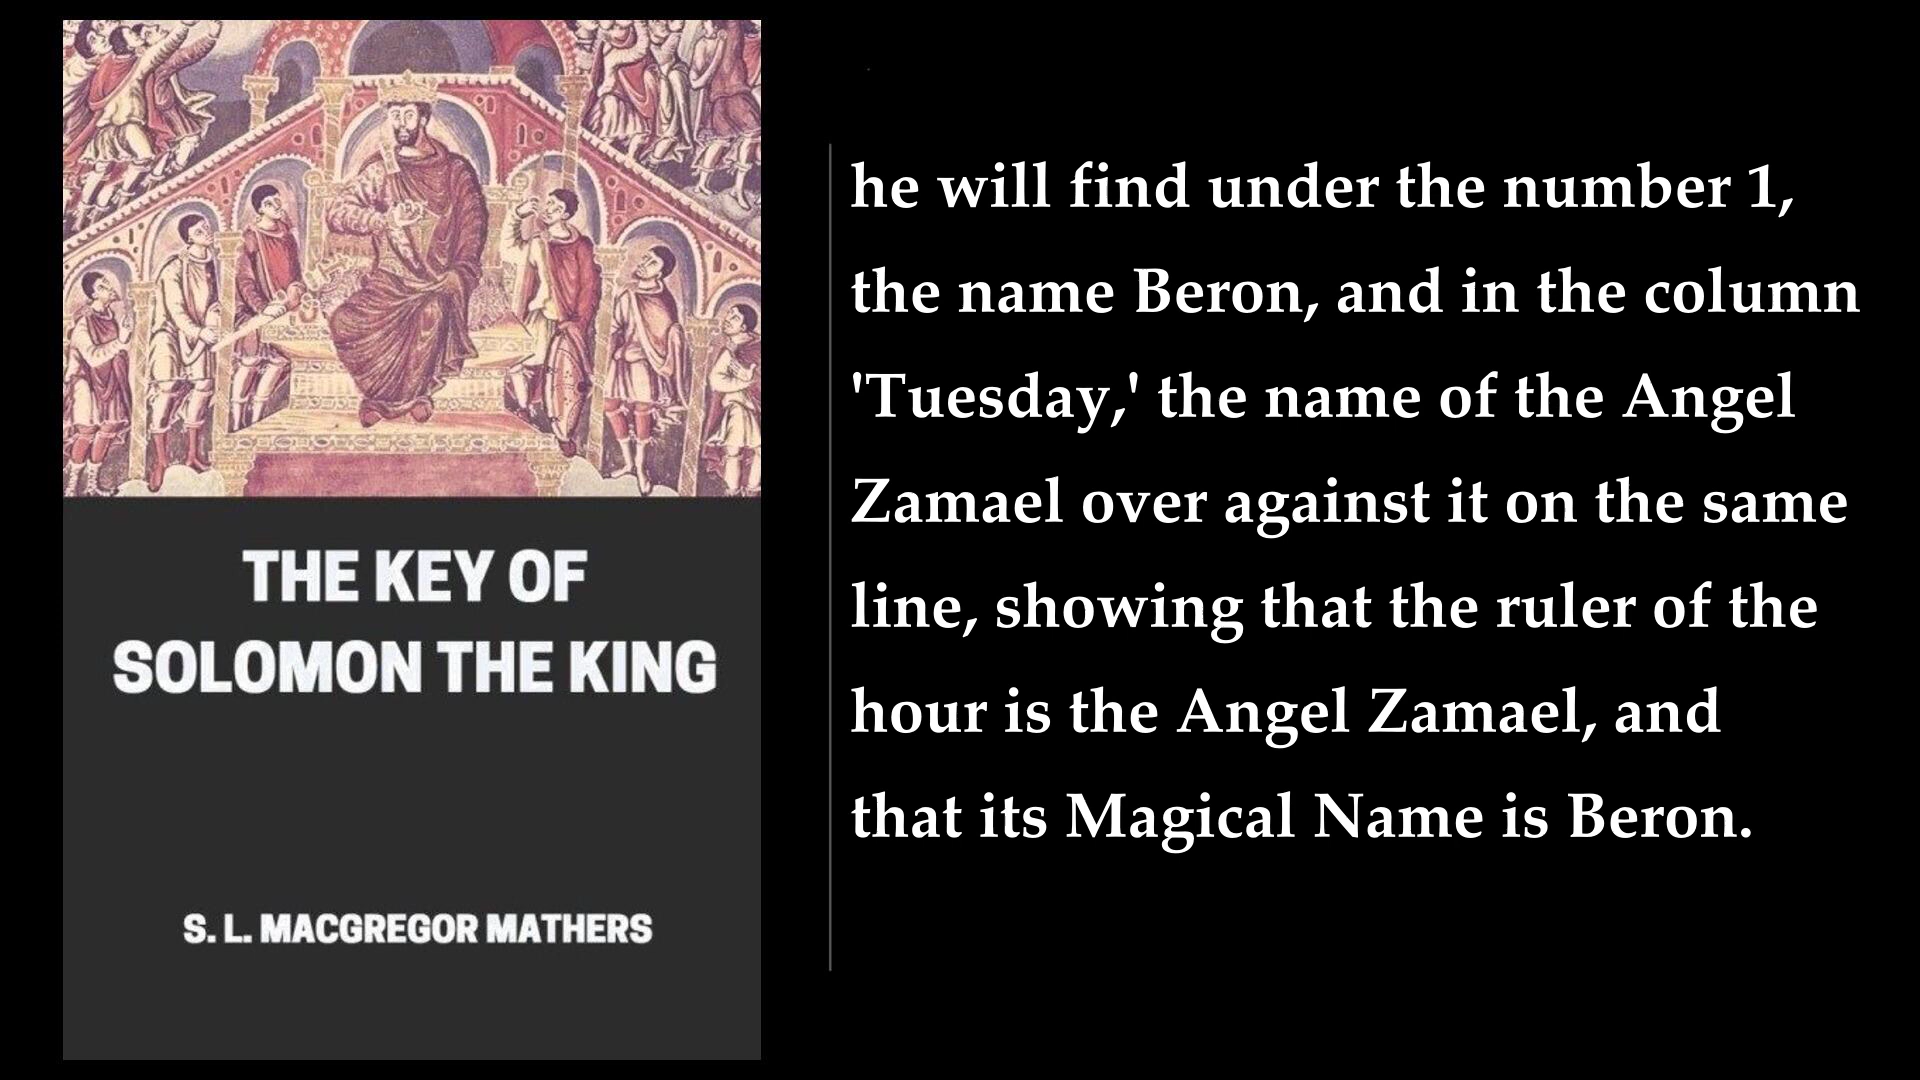 THE KEY OF
SOLOMON THE KING
S. L. MACGREGOR MATHERS
he will find under the number 1,
the name Beron, and in the column
'Tuesday,' the name of the Angel
Zamael over against it on the same
line, showing that the ruler of the
hour is the Angel Zamael, and
that its Magical Name is Beron.